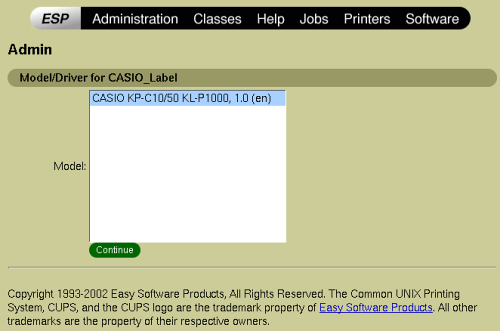 ESP Administration Classes Help Jobs Printers Software
Admin
Model/Driver for CASIO_Label
CASIO KP-C10/50 KL-P1000, 1.0 (en)
Model:
Continue
Copyright 1993-2002 Easy Software Products, All Rights Reserved. The Common UNIX Printing
System, CUPS, and the CUPS logo are the trademark property of Easy Software Products. All other
trademarks are the property of their respective owners.